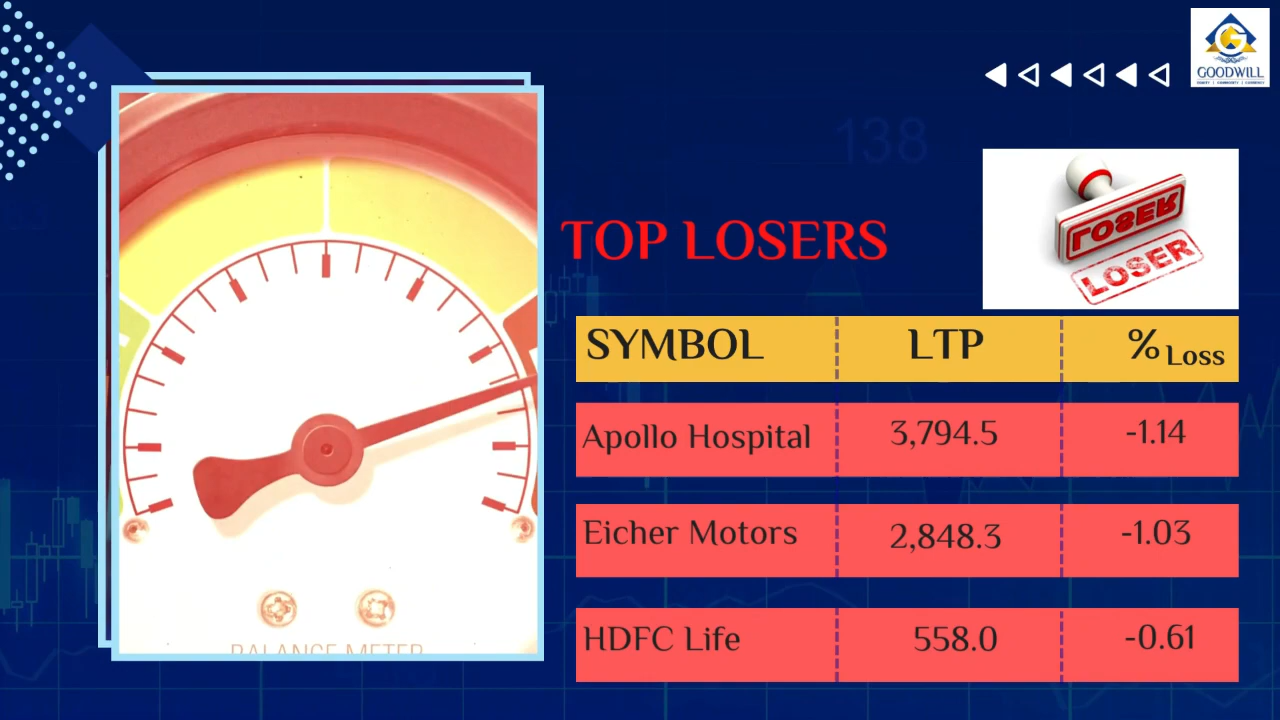 GOODWILL
138
TOP LOSERS
LOSER
LOSER
SYMBOL LTP % Loss
Apollo Hospital 3,794.5 -1.14
Eicher Motors 2,848.3 -1.03
HDFC Life 558.0 -0.61
BALANCE METER